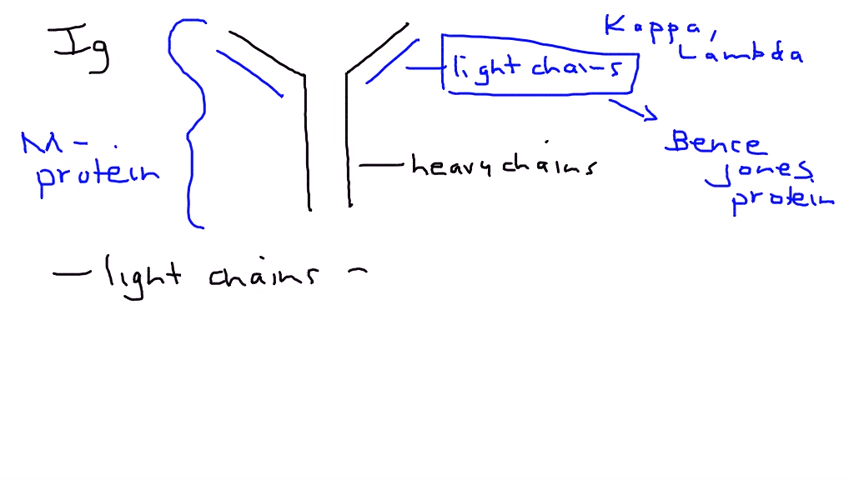 Ig
Kappa,
Lambda
light chains
M-
protein
Bence
Jones
protein
heavy chains
— light chains -